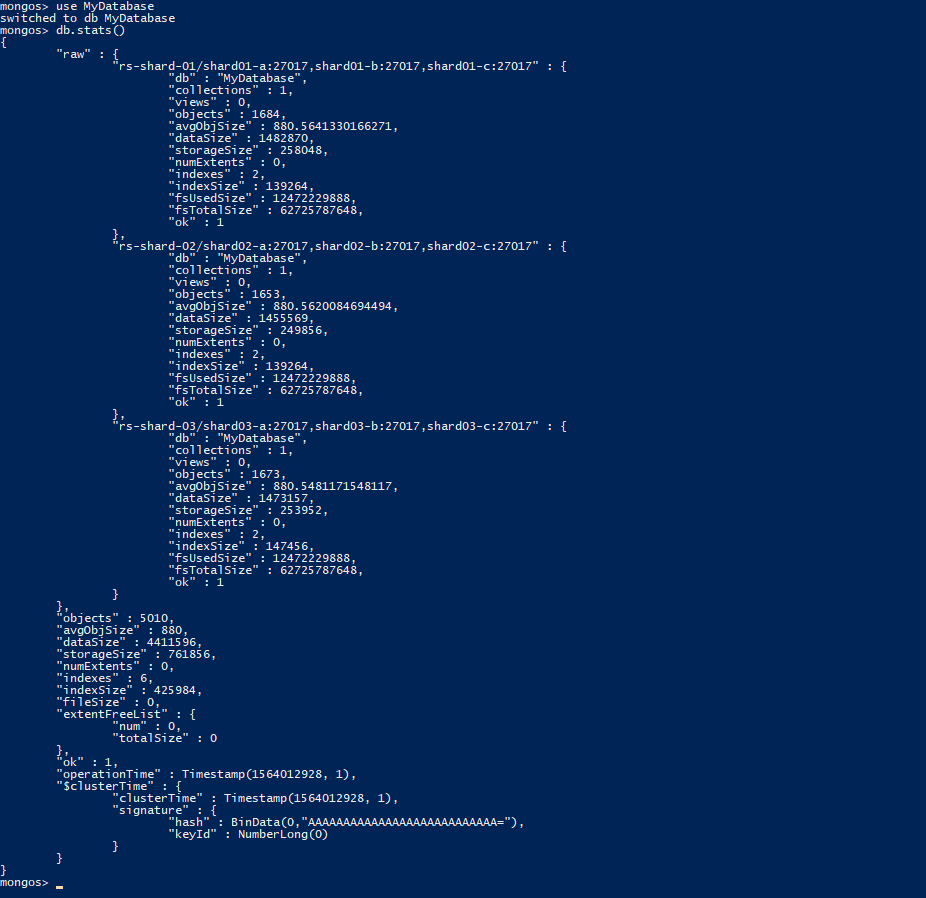 mongos> use MyDatabase
switched to db MyDatabase
mongos> db.stats()
{
        "raw" : {
                "rs-shard-01/shard01-a:27017,shard01-b:27017,shard01-c:27017" : {
                        "db" : "MyDatabase",
                        "collections" : 1,
                        "views" : 0,
                        "objects" : 1684,
                        "avgObjSize" : 880.5641330166271,
                        "dataSize" : 1482870,
                        "storageSize" : 258048,
                        "numExtents" : 0,
                        "indexes" : 2,
                        "indexSize" : 139264,
                        "fsUsedSize" : 12472229888,
                        "fsTotalSize" : 62725787648,
                        "ok" : 1
                },
                "rs-shard-02/shard02-a:27017,shard02-b:27017,shard02-c:27017" : {
                        "db" : "MyDatabase",
                        "collections" : 1,
                        "views" : 0,
                        "objects" : 1653,
                        "avgObjSize" : 880.5620084694494,
                        "dataSize" : 1455569,
                        "storageSize" : 249856,
                        "numExtents" : 0,
                        "indexes" : 2,
                        "indexSize" : 139264,
                        "fsUsedSize" : 12472229888,
                        "fsTotalSize" : 62725787648,
                        "ok" : 1
                },
                "rs-shard-03/shard03-a:27017,shard03-b:27017,shard03-c:27017" : {
                        "db" : "MyDatabase",
                        "collections" : 1,
                        "views" : 0,
                        "objects" : 1673,
                        "avgObjSize" : 880.5481171548117,
                        "dataSize" : 1473157,
                        "storageSize" : 253952,
                        "numExtents" : 0,
                        "indexes" : 2,
                        "indexSize" : 147456,
                        "fsUsedSize" : 12472229888,
                        "fsTotalSize" : 62725787648,
                        "ok" : 1
                }
        },
        "objects" : 5010,
        "avgObjSize" : 880,
        "dataSize" : 4411596,
        "storageSize" : 761856,
        "numExtents" : 0,
        "indexes" : 6,
        "indexSize" : 425984,
        "fileSize" : 0,
        "extentFreeList" : {
                "num" : 0,
                "totalSize" : 0
        },
        "ok" : 1,
        "operationTime" : Timestamp(1564012928, 1),
        "$clusterTime" : {
                "clusterTime" : Timestamp(1564012928, 1),
                "signature" : {
                        "hash" : BinData(0,"AAAAAAAAAAAAAAAAAAAAAAAAAAA="),
                        "keyId" : NumberLong(0)
                }
        }
}
mongos>